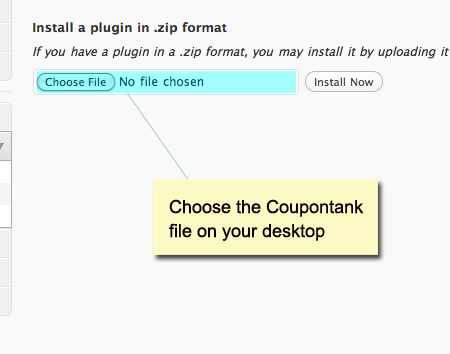 Install a plugin in .zip format
If you have a plugin in a .zip format, you may install it by uploading it
Choose File No file chosen Install Now
Choose the Coupontank
file on your desktop